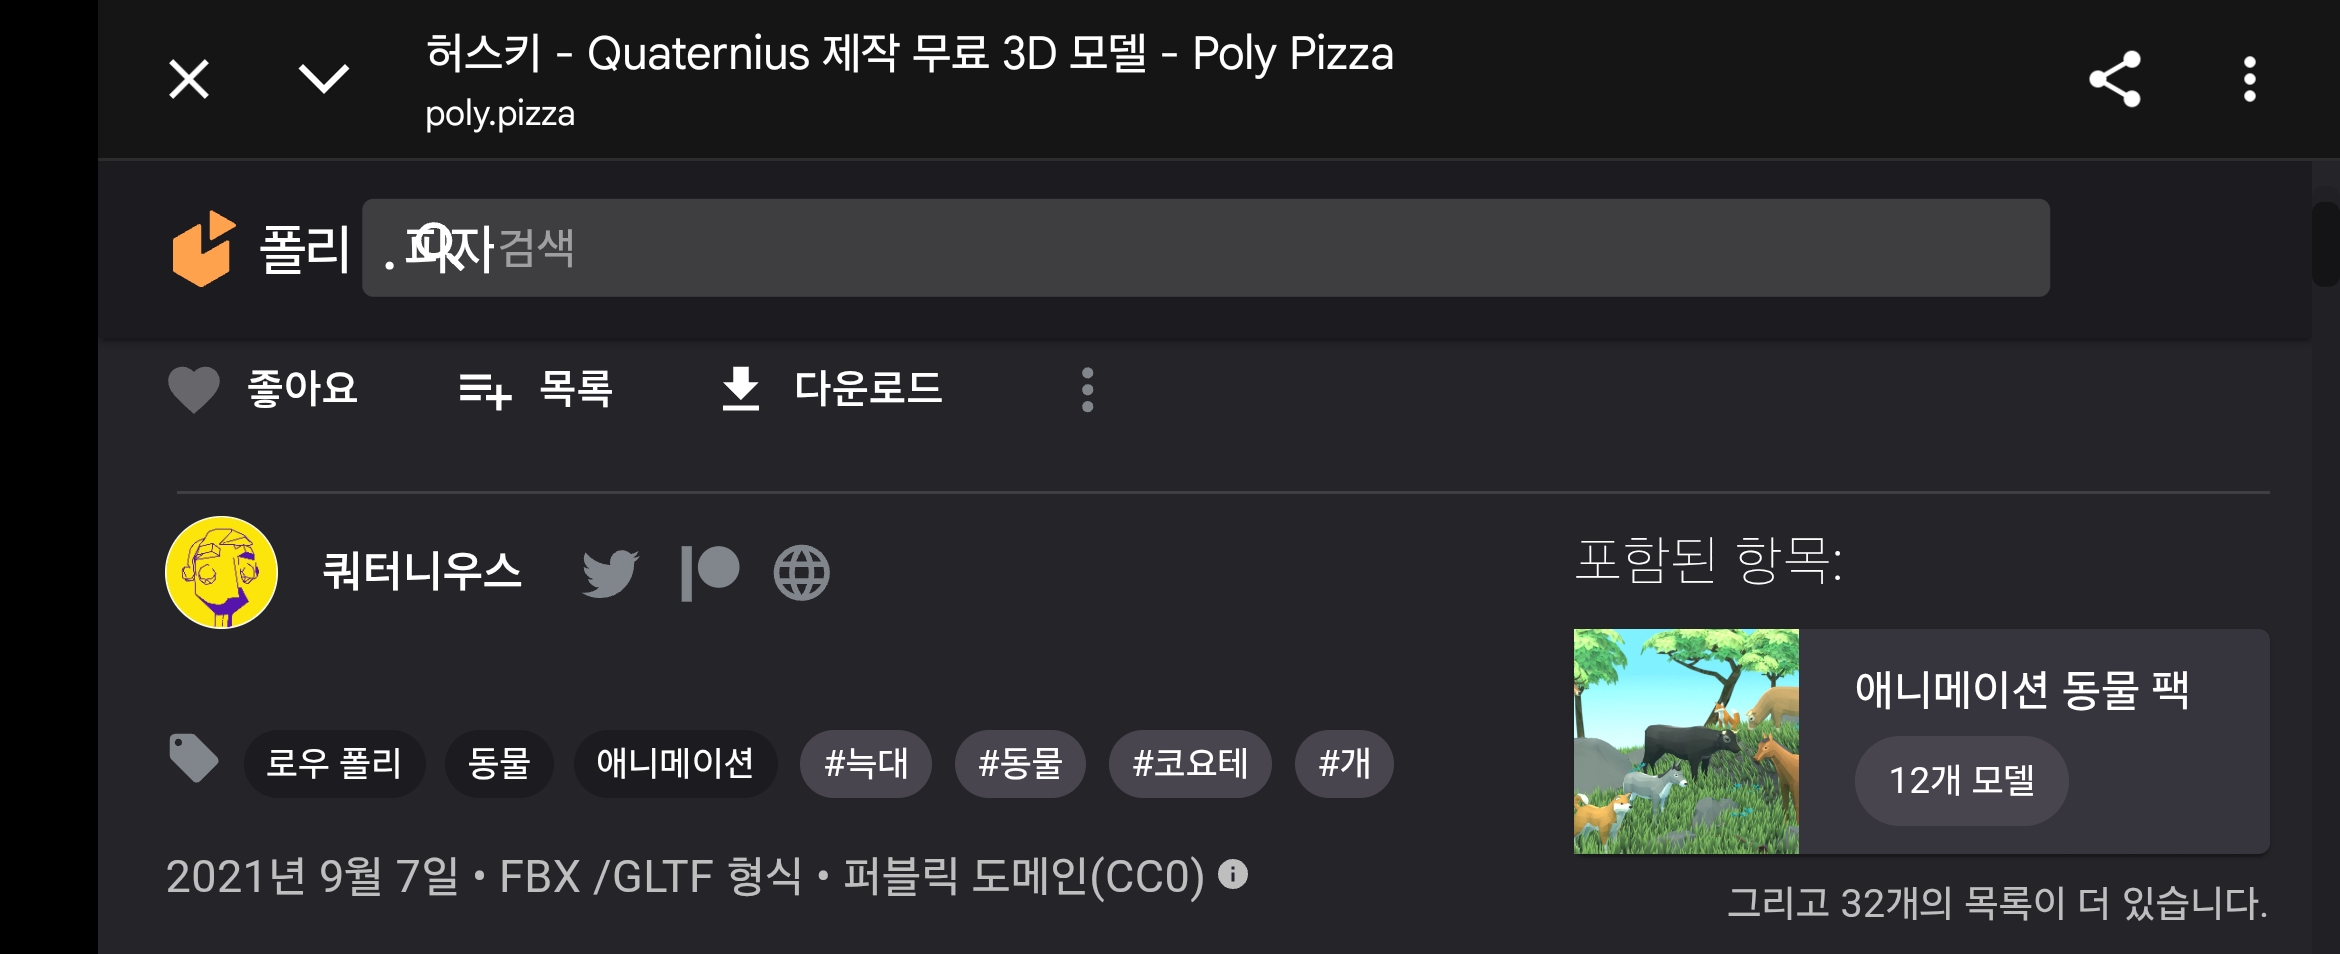 허스키 - Quaternius 제작 무료 3D 모델 - Poly Pizza
poly.pizza
폴리 . 피자 검색
좋아요 목록 다운로드
쿼터니우스
포함된 항목:
애니메이션 동물 팩
12개 모델
로우 폴리 동물 애니메이션 #늑대 #동물 #코요테 #개
2021년 9월 7일 • FBX /GLTF 형식 • 퍼블릭 도메인(CC0)
그리고 32개의 목록이 더 있습니다.